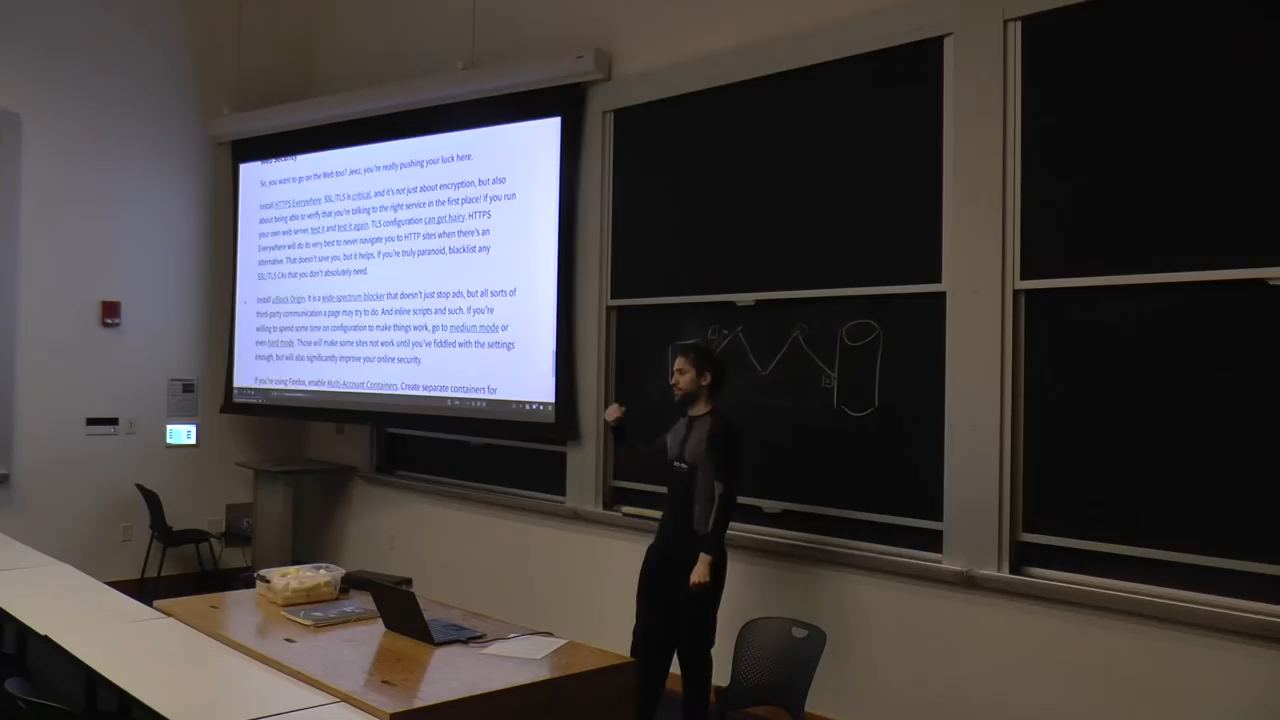 Web Security
So, you want to go on the Web too? Jeez, you're really pushing your luck here.
Install HTTPS Everywhere. SSL/TLS is critical, and it's not just about encryption, but also
about being able to verify that you're talking to the right service in the first place! If you run
your own web server, test it and test it again. TLS configuration can get hairy. HTTPS
Everywhere will do its very best to never navigate you to HTTP sites when there's an
alternative. That doesn't save you, but it helps. If you're truly paranoid, blacklist any
SSL/TLS CAs that you don't absolutely need.
Install uBlock Origin. It is a wide-spectrum blocker that doesn't just stop ads, but all sorts of
third-party communication a page may try to do. And inline scripts and such. If you're
willing to spend some time on configuration to make things work, go to medium mode or
even hard mode. Those will make some sites not work until you've fiddled with the settings
enough, but will also significantly improve your online security.
If you're using Firefox, enable Multi-Account Containers. Create separate containers for